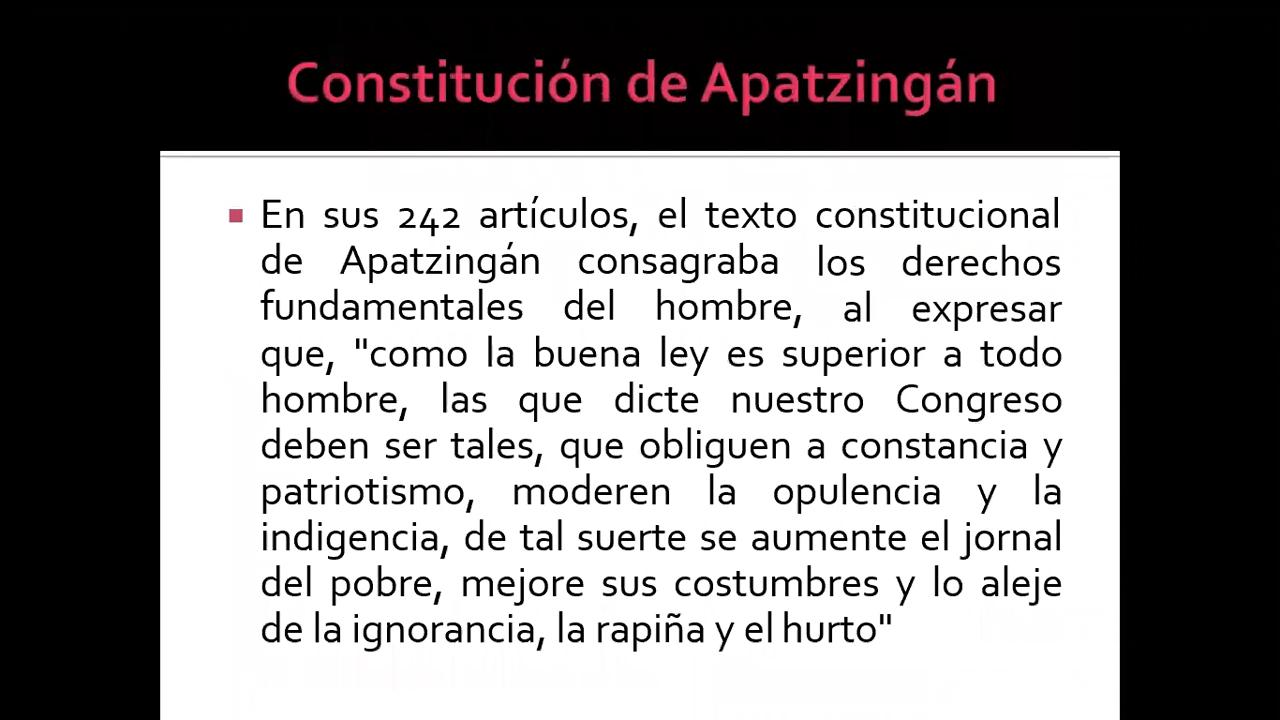 Constitución de Apatzingán
En sus 242 artículos, el texto constitucional
de Apatzingán consagraba los derechos
fundamentales del hombre, al expresar
que, "como la buena ley es superior a todo
hombre, las que dicte nuestro Congreso
deben ser tales, que obliguen a constancia y
patriotismo, moderen la opulencia y la
indigencia, de tal suerte se aumente el jornal
del pobre, mejore sus costumbres y lo aleje
de la ignorancia, la rapiña y el hurto"